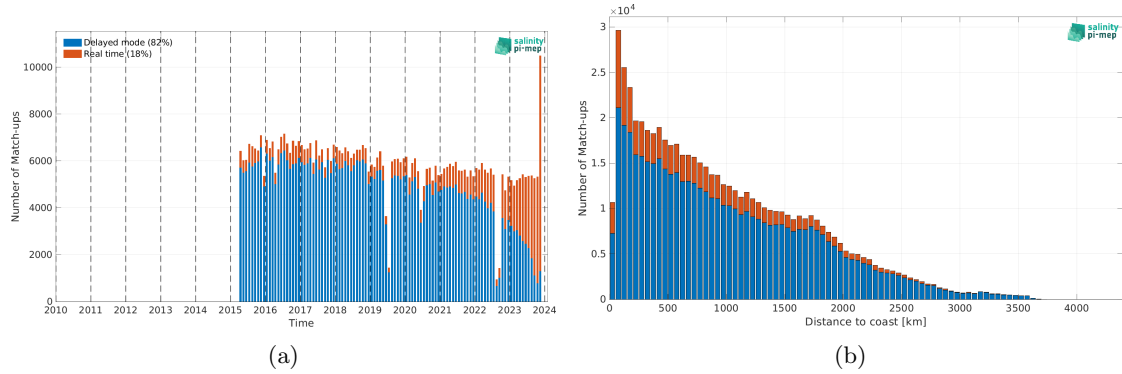 Delayed mode (82%)
Real time (18%)
salinity
pi-mep
10000
8000
6000
4000
2000
0
Number of Match-ups
2010 2011 2012 2013 2014 2015 2016 2017 2018 2019 2020 2021 2022 2023 2024
Time
(a)
×10⁴
salinity
pi-mep
3
2.5
2
1.5
1
0.5
0
Number of Match-ups
0 500 1000 1500 2000 2500 3000 3500 4000
Distance to coast [km]
(b)